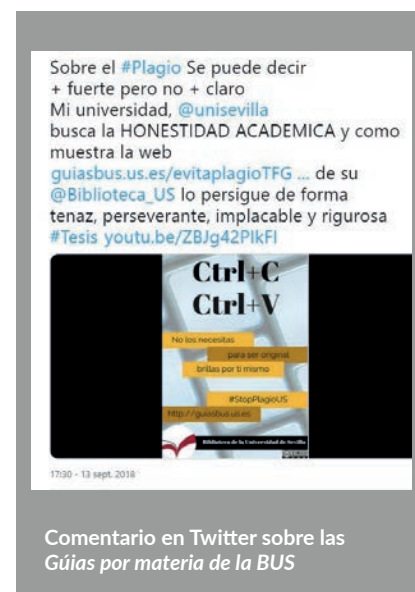 Sobre el #Plagio Se puede decir
+ fuerte pero no + claro
Mi universidad, @unisevilla
busca la HONESTIDAD ACADEMICA y como
muestra la web
guiasbus.us.es/evitaplagioTFG ... de su
@Biblioteca_US lo persigue de forma
tenaz, perseverante, implacable y rigurosa
#Tesis youtu.be/ZBJg42PlkFI
Ctrl+C
Ctrl+V
No los necesitas
para ser original
brillas por ti mismo
#StopPlagioUS
http://guiasbus.us.es
Biblioteca de la Universidad de Sevilla
17:30 - 13 sept. 2018
Comentario en Twitter sobre las
Gúias por materia de la BUS